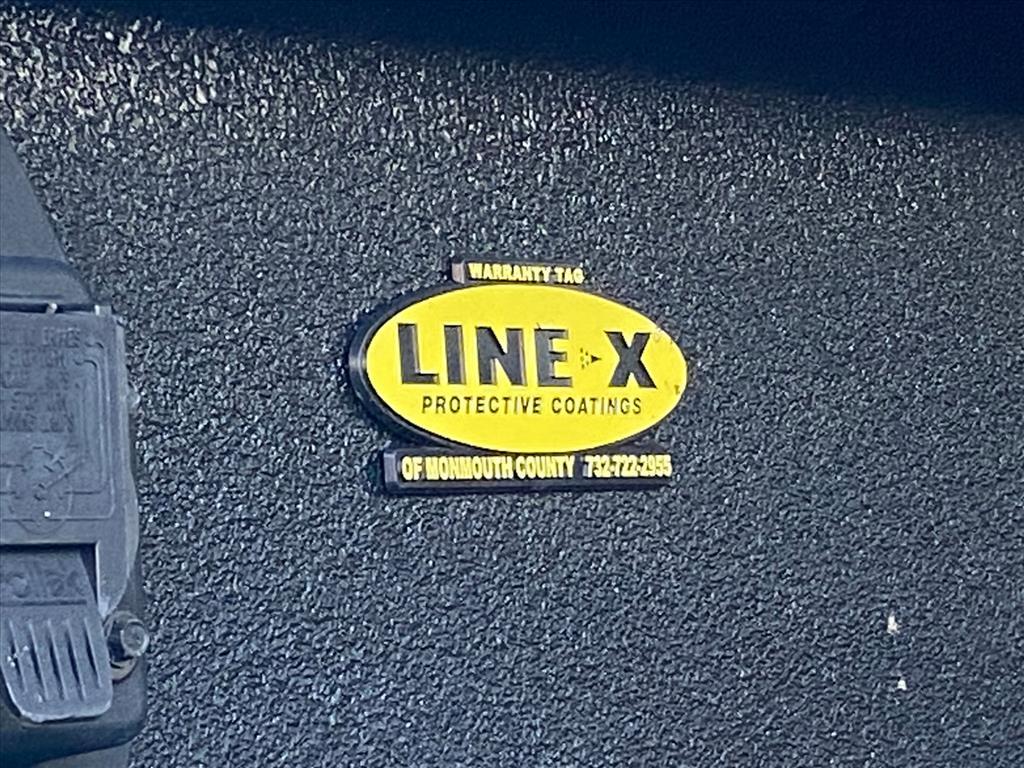 WARRANTY TAG
LINE-X
PROTECTIVE COATINGS
OF MONMOUTH COUNTY 732-722-2955